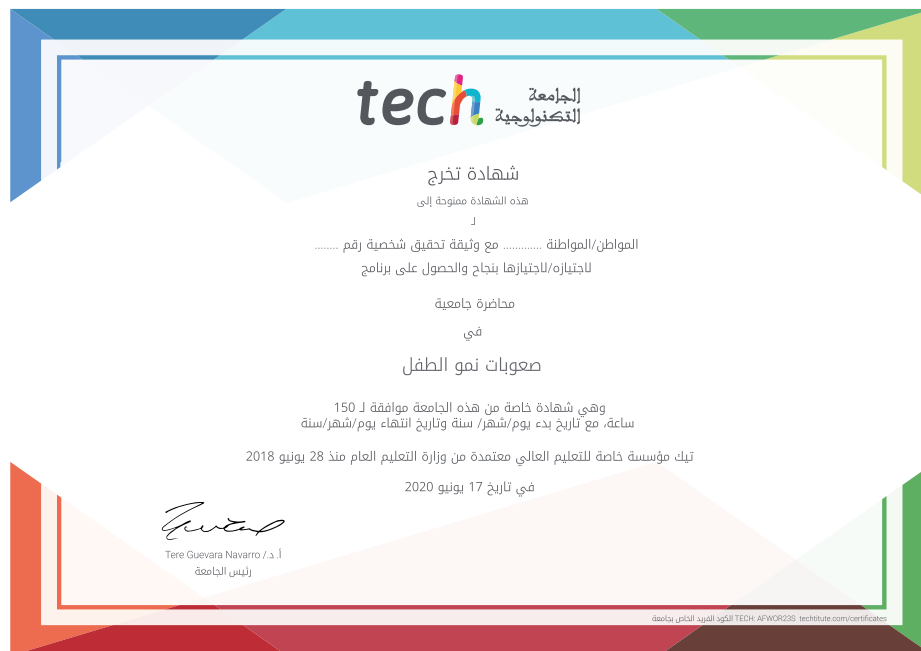 tech الجامعة
التكنولوجية
شهادة تخرج
هذه الشهادة ممنوحة إلى
لـ
المواطن/المواطنة ............ مع وثيقة تحقيق شخصية رقم ........
لاجتيازه/لاجتيازها بنجاح والحصول على برنامج
محاضرة جامعية
في
صعوبات نمو الطفل
وهي شهادة خاصة من هذه الجامعة موافقة لـ 150
ساعة، مع تاريخ بدء يوم/شهر/ سنة وتاريخ انتهاء يوم/شهر/سنة
تيك مؤسسة خاصة للتعليم العالي معتمدة من وزارة التعليم العام منذ 28 يونيو 2018
في تاريخ 17 يونيو 2020
أ. د./ Tere Guevara Navarro
رئيس الجامعة
الكود الفريد الخاص بجامعة TECH: AFWOR23S techtitute.com/certificates